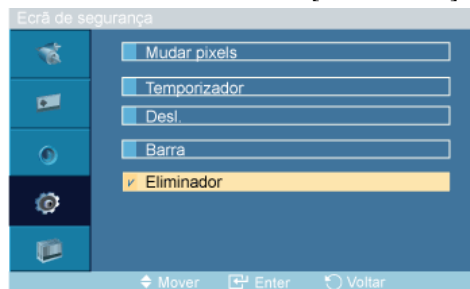 Ecrã de segurança
Mudar pixels
Temporizador
Desl.
Barra
Eliminador
Mover Enter Voltar